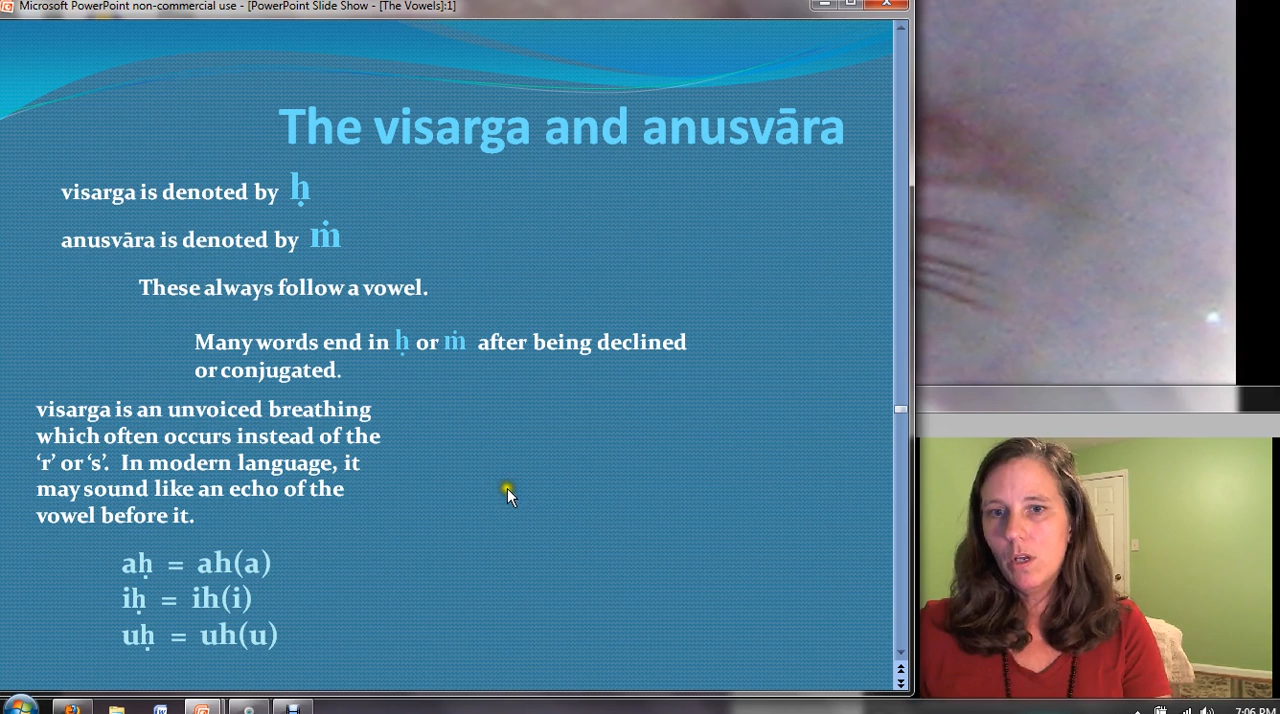 Microsoft PowerPoint non-commercial use - [PowerPoint Slide Show - [The Vowels]:1]
The visarga and anusvāra
visarga is denoted by ḥ
anusvāra is denoted by ṁ
These always follow a vowel.
Many words end in ḥ or ṁ after being declined
or conjugated.
visarga is an unvoiced breathing
which often occurs instead of the
‘r’ or ‘s’. In modern language, it
may sound like an echo of the
vowel before it.
aḥ = ah(a)
iḥ = ih(i)
uḥ = uh(u)
7:06 PM